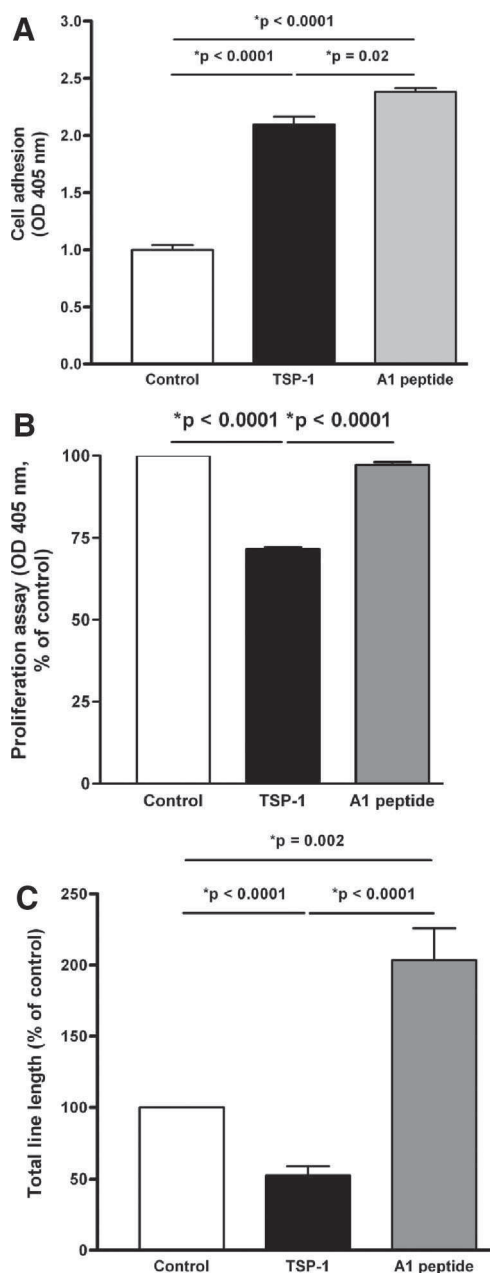 A
*p < 0.0001
*p < 0.0001
*p = 0.02
Cell adhesion
(OD 405 nm)
2.5
2.0
1.5
1.0
0.5
0.0
Control
TSP-1
A1 peptide
B
*p < 0.0001
*p < 0.0001
Proliferation assay (OD 405 nm,
% of control)
100
75
50
25
0
Control
TSP-1
A1 peptide
C
*p = 0.002
*p < 0.0001
*p < 0.0001
Total line length (% of control)
250
200
150
100
50
0
Control
TSP-1
A1 peptide